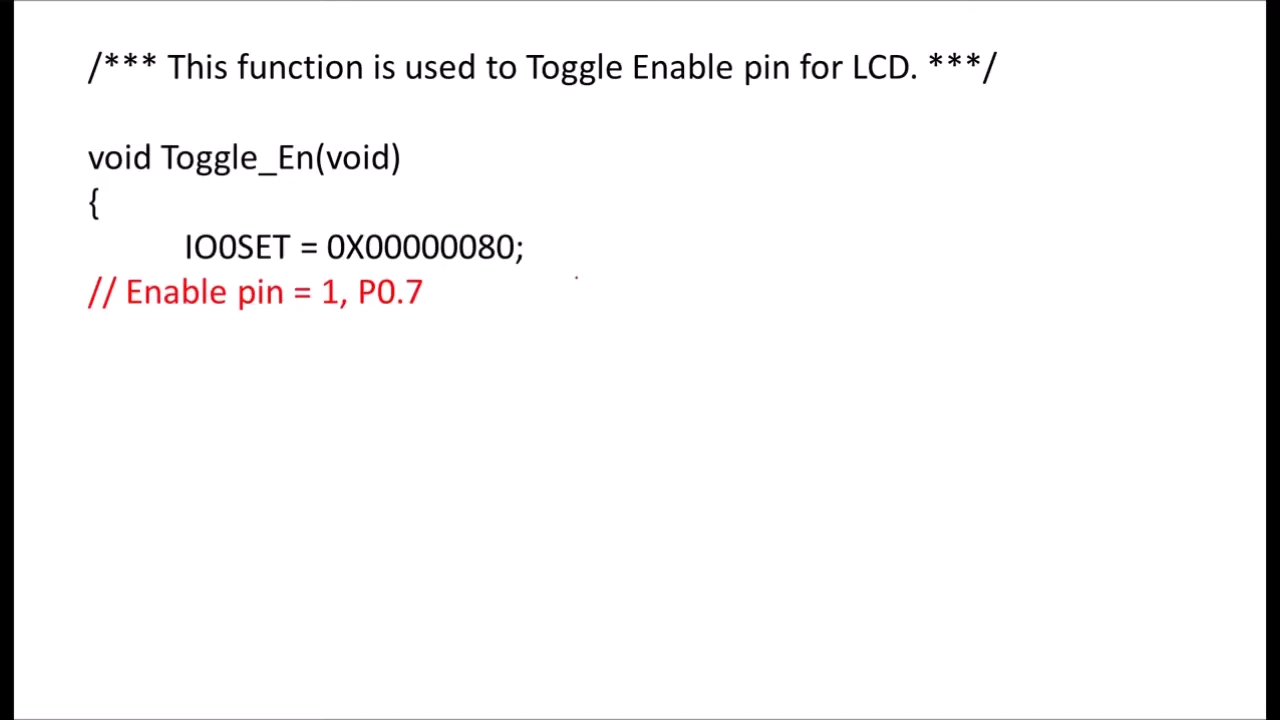 /*** This function is used to Toggle Enable pin for LCD. ***/
void Toggle_En(void)
{
IO0SET = 0X00000080;
// Enable pin = 1, P0.7